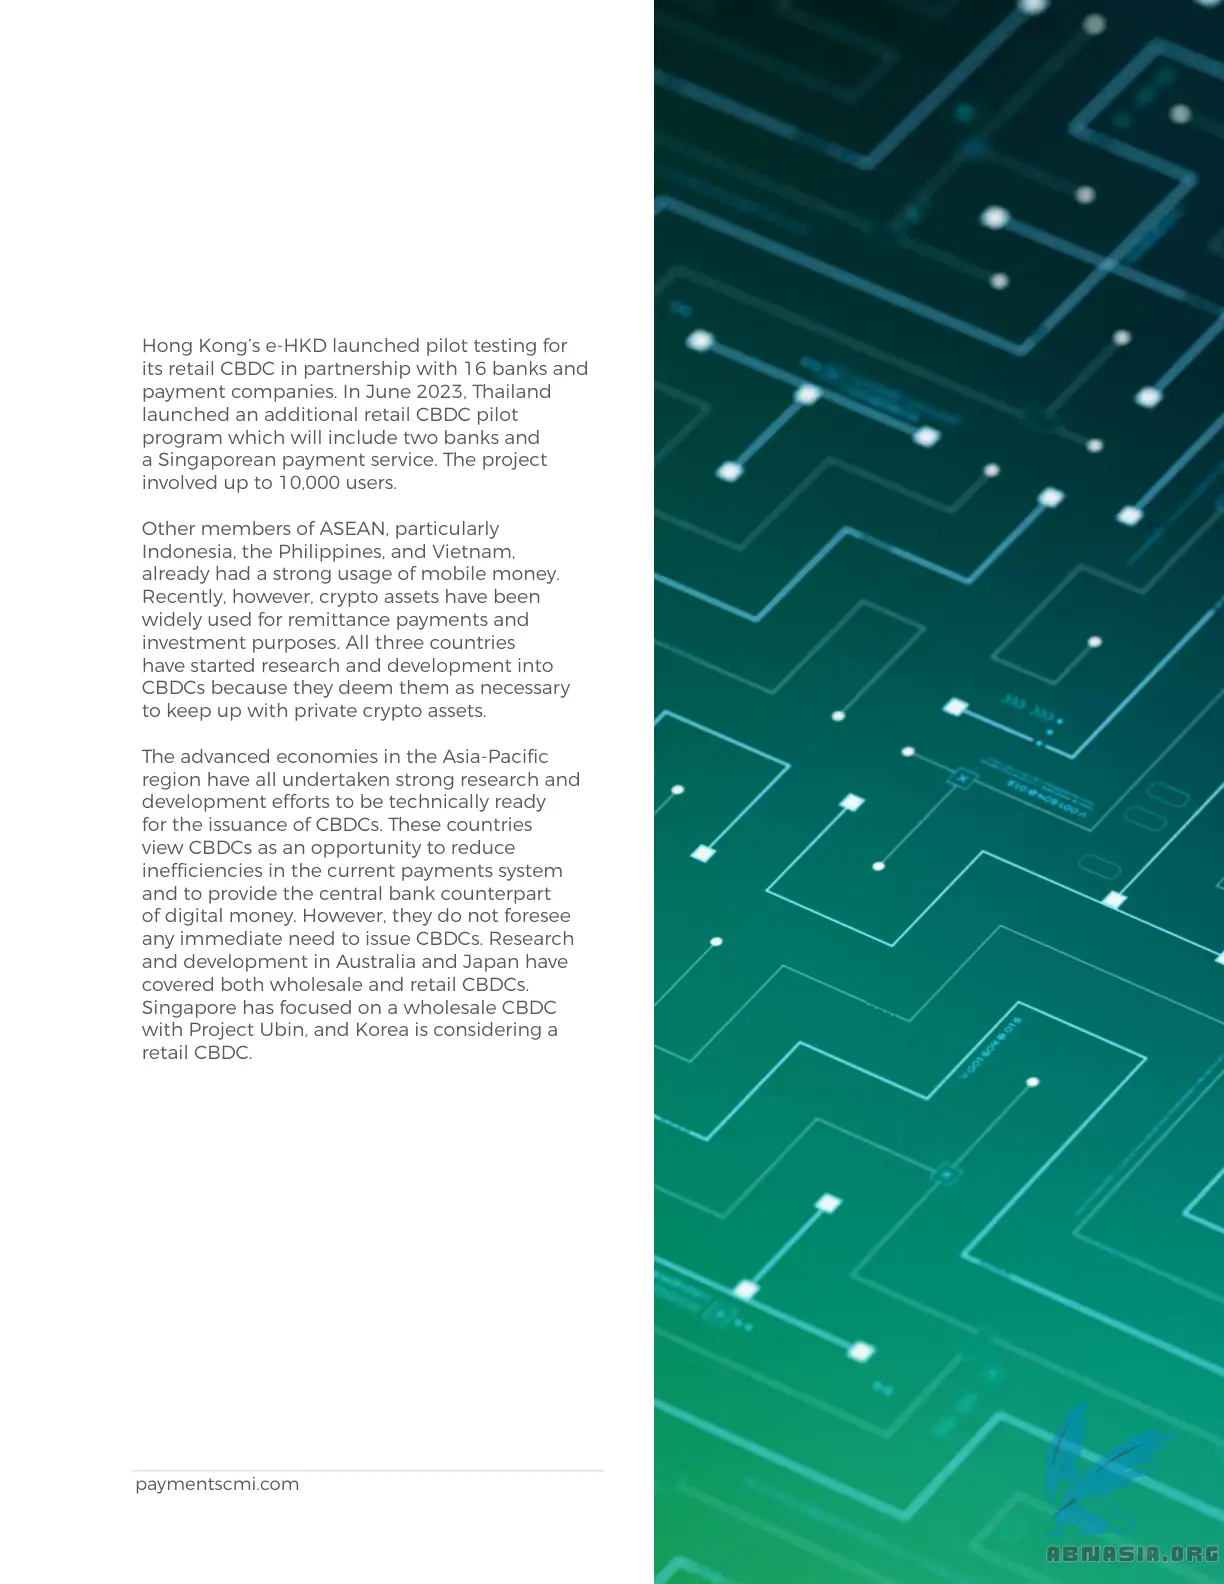 Hong Kong’s e-HKD launched pilot testing for
its retail CBDC in partnership with 16 banks and
payment companies. In June 2023, Thailand
launched an additional retail CBDC pilot
program which will include two banks and
a Singaporean payment service. The project
involved up to 10,000 users.
Other members of ASEAN, particularly
Indonesia, the Philippines, and Vietnam,
already had a strong usage of mobile money.
Recently, however, crypto assets have been
widely used for remittance payments and
investment purposes. All three countries
have started research and development into
CBDCs because they deem them as necessary
to keep up with private crypto assets.
The advanced economies in the Asia-Pacific
region have all undertaken strong research and
development efforts to be technically ready
for the issuance of CBDCs. These countries
view CBDCs as an opportunity to reduce
inefficiencies in the current payments system
and to provide the central bank counterpart
of digital money. However, they do not foresee
any immediate need to issue CBDCs. Research
and development in Australia and Japan have
covered both wholesale and retail CBDCs.
Singapore has focused on a wholesale CBDC
with Project Ubin, and Korea is considering a
retail CBDC.
paymentscmi.com
V.001804@015
ABNASIA.ORG